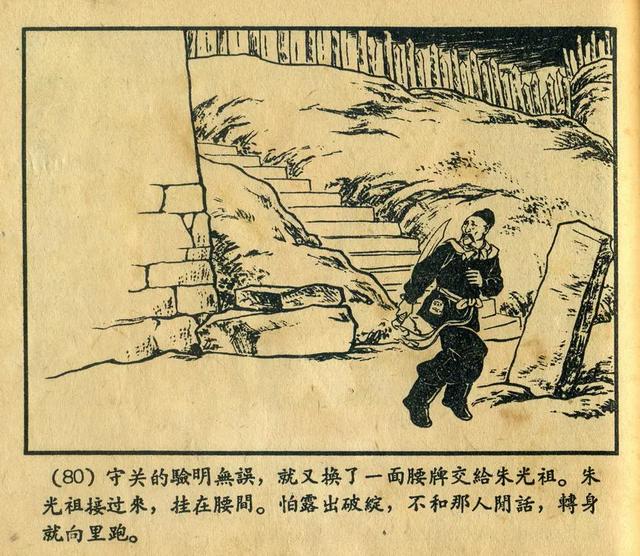 (80) 守关的驗明無誤，就又换了一面腰牌交給朱光祖。朱
光祖接过來，挂在腰間。怕露出破綻，不和那人閒話，轉身
就向里跑。